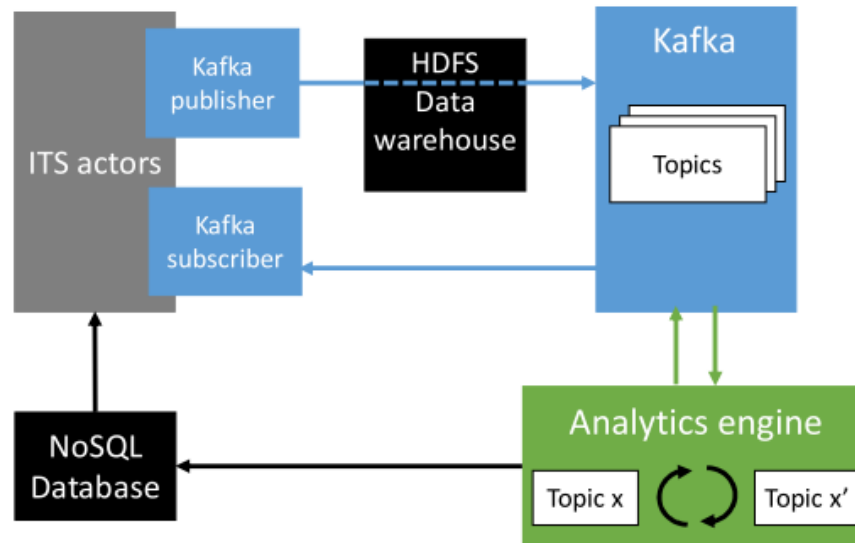 Kafka
publisher
HDFS
Data
warehouse
Kafka
Topics
ITS actors
Kafka
subscriber
NoSQL
Database
Analytics engine
Topic x
Topic x’